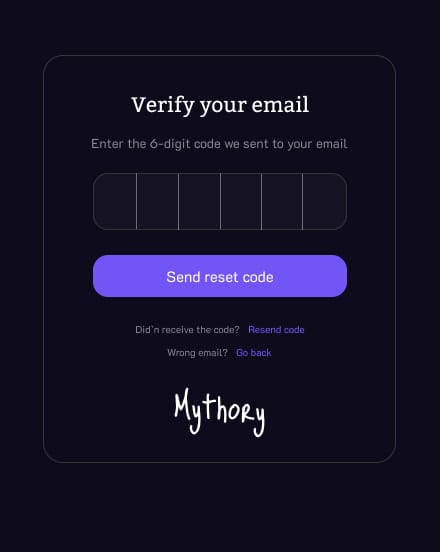 Verify your email
Enter the 6-digit code we sent to your email
Send reset code
Did'n receive the code? Resend code
Wrong email? Go back
Mythory